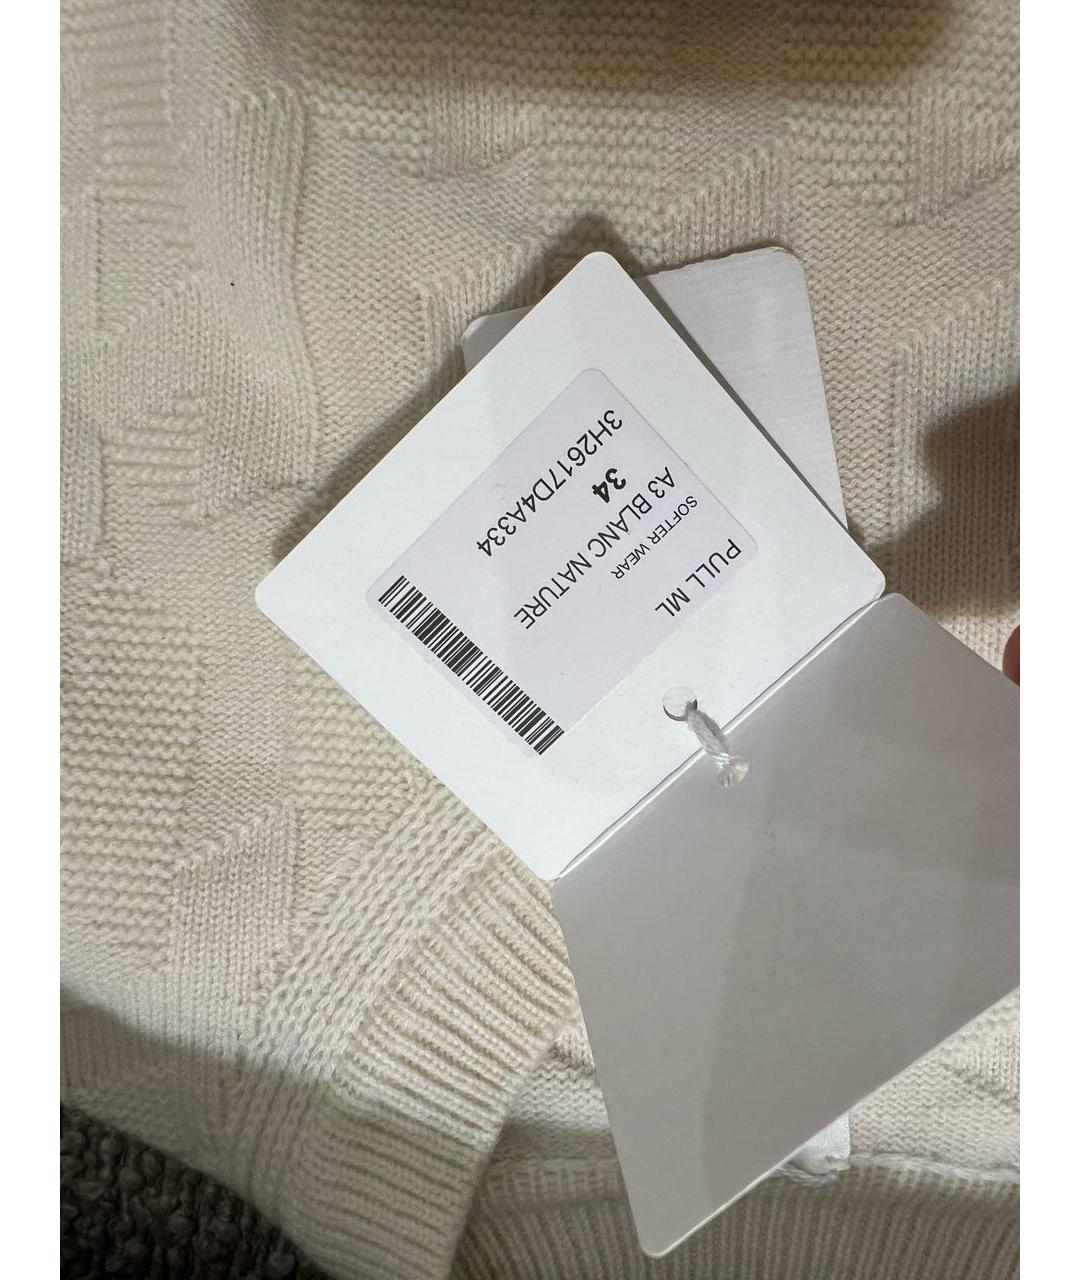 PULL ML
SOFTER WEAR
A3 BLANC NATURE
34
3H2617D4A334